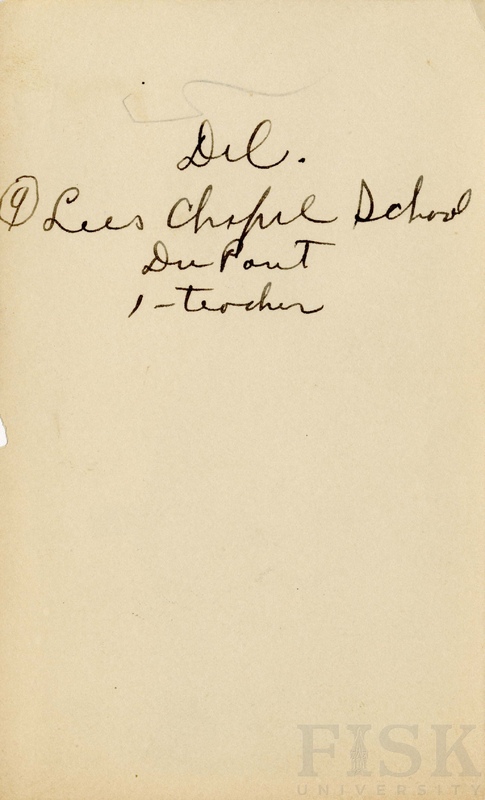 Del.
(9) Lees Chapel School
Du Pont
1-teacher
FISK
UNIVERSITY